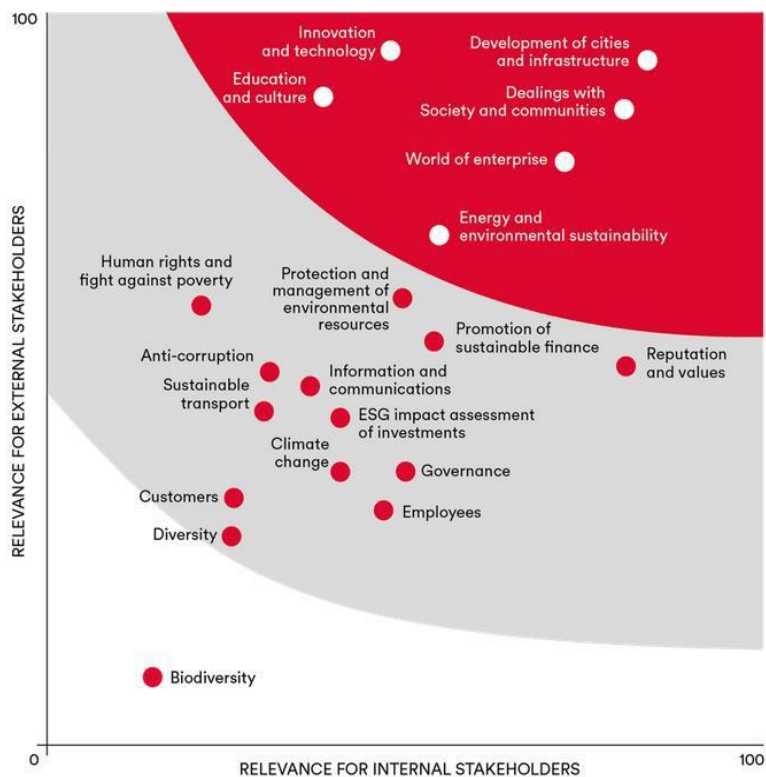 100
Innovation
and technology
Development of cities
and infrastructure
Education
and culture
Dealings with
Society and communities
World of enterprise
Energy and
environmental sustainability
Human rights and
fight against poverty
Protection and
management of
environmental
resources
Promotion of
sustainable finance
Reputation
and values
Anti-corruption
Information and
communications
Sustainable
transport
ESG impact assessment
of investments
Climate
change
Governance
Customers
Employees
Diversity
Biodiversity
RELEVANCE FOR EXTERNAL STAKEHOLDERS
0
RELEVANCE FOR INTERNAL STAKEHOLDERS
100